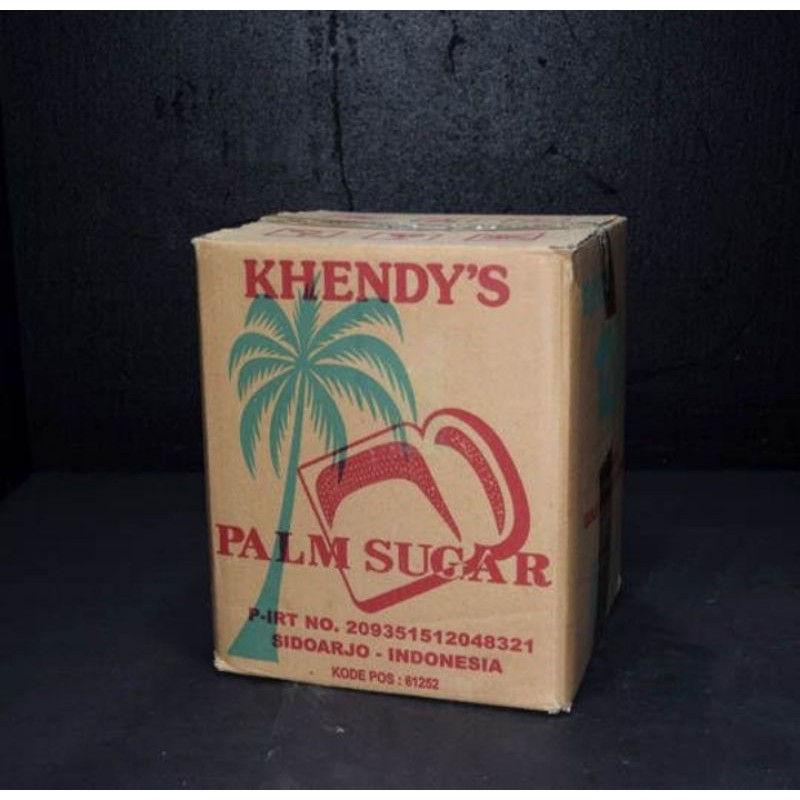 KHENDY'S
PALM SUGAR
P-IRT NO. 209351512048321
SIDOARJO - INDONESIA
KODE POS : 61252